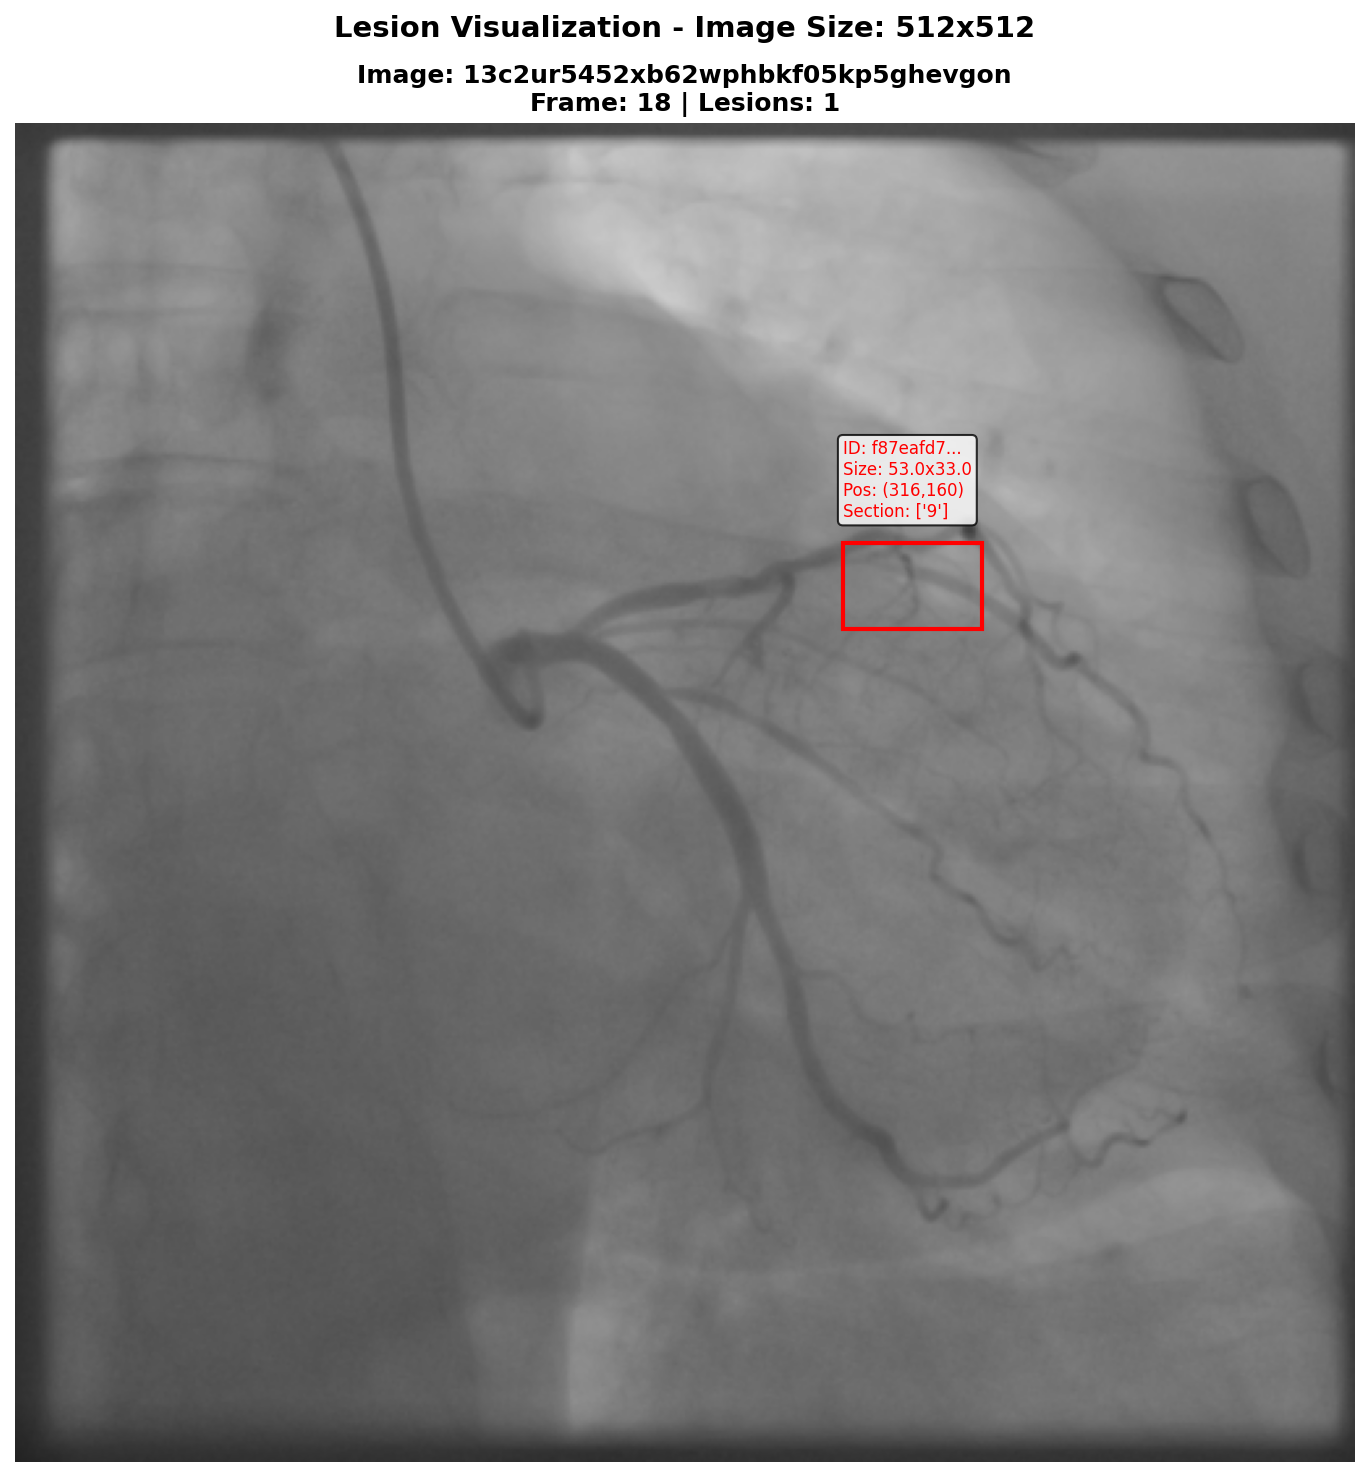 Lesion Visualization - Image Size: 512x512
Image: 13c2ur5452xb62wphbkf05kp5ghevgon
Frame: 18 | Lesions: 1
ID: f87eafd7...
Size: 53.0x33.0
Pos: (316,160)
Section: ['9']